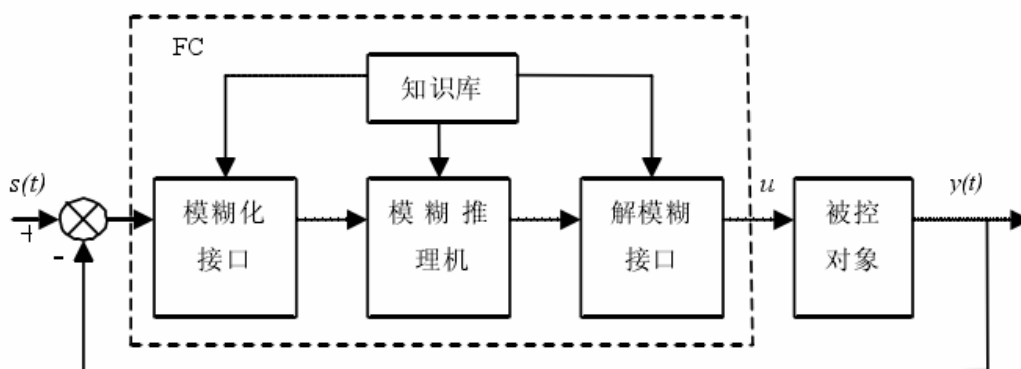 FC
知识库
s(t)
+
-
模糊化
接口
模糊推
理机
解模糊
接口
u
被控
对象
y(t)